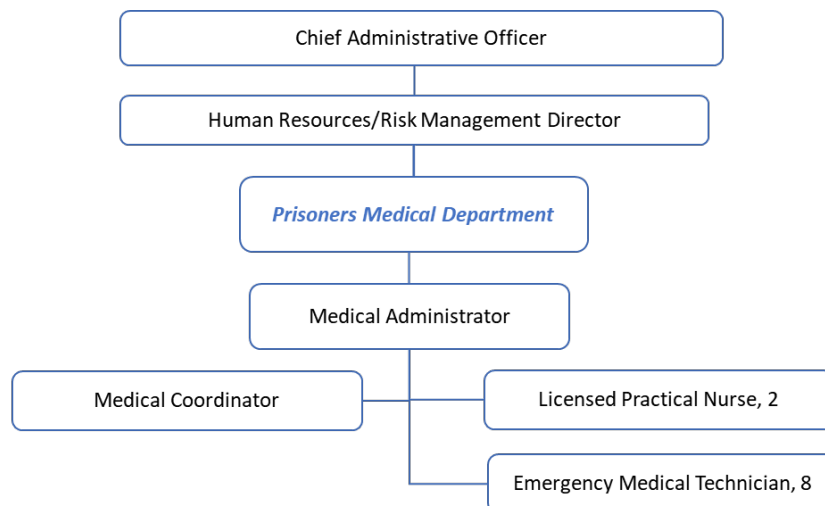 Chief Administrative Officer
Human Resources/Risk Management Director
Prisoners Medical Department
Medical Administrator
Medical Coordinator
Licensed Practical Nurse, 2
Emergency Medical Technician, 8